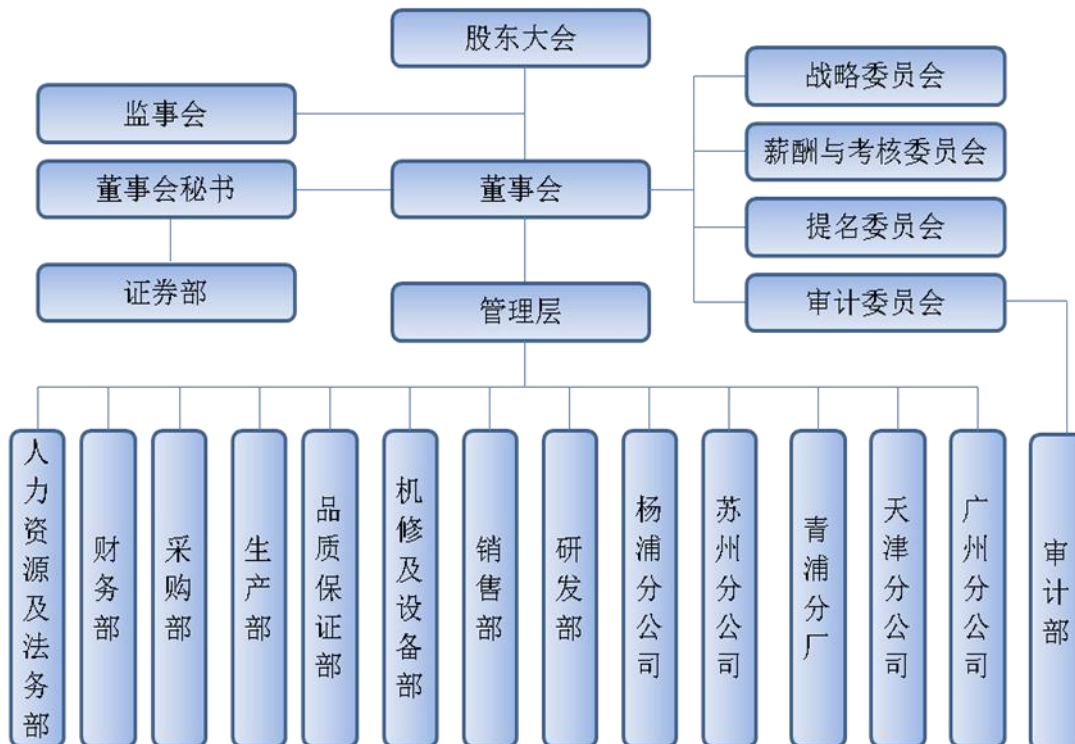 股东大会
战略委员会
监事会
薪酬与考核委员会
董事会秘书
董事会
提名委员会
证券部
管理层
审计委员会
人力资源及法务部
财务部
采购部
生产部
品质保证部
机修及设备部
销售部
研发部
杨浦分公司
苏州分公司
青浦分厂
天津分公司
广州分公司
审计部